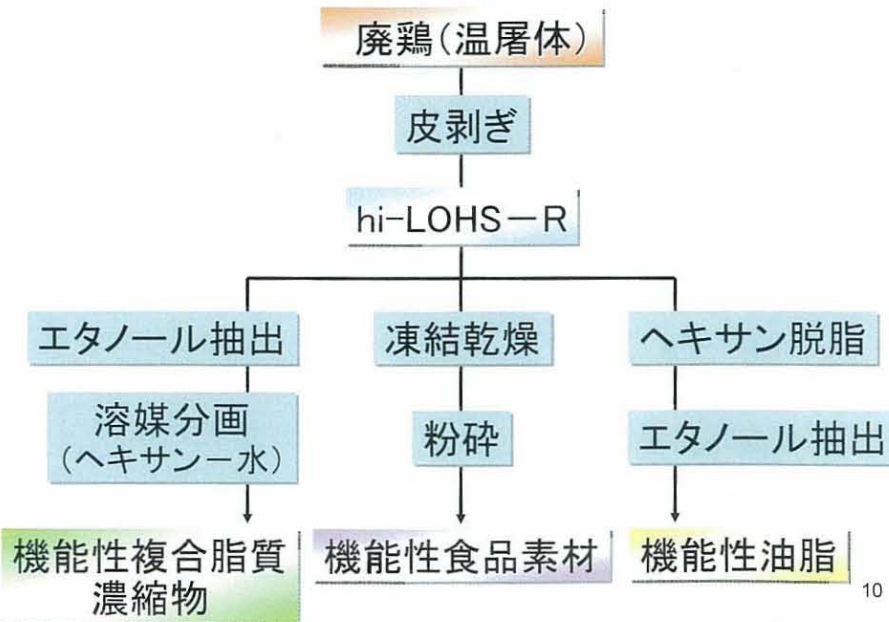 廃鶏(温屠体)
皮剥ぎ
hi-LOHS－R
エタノール抽出
凍結乾燥
ヘキサン脱脂
溶媒分画
（ヘキサン－水）
粉砕
エタノール抽出
機能性複合脂質
濃縮物
機能性食品素材
機能性油脂
10